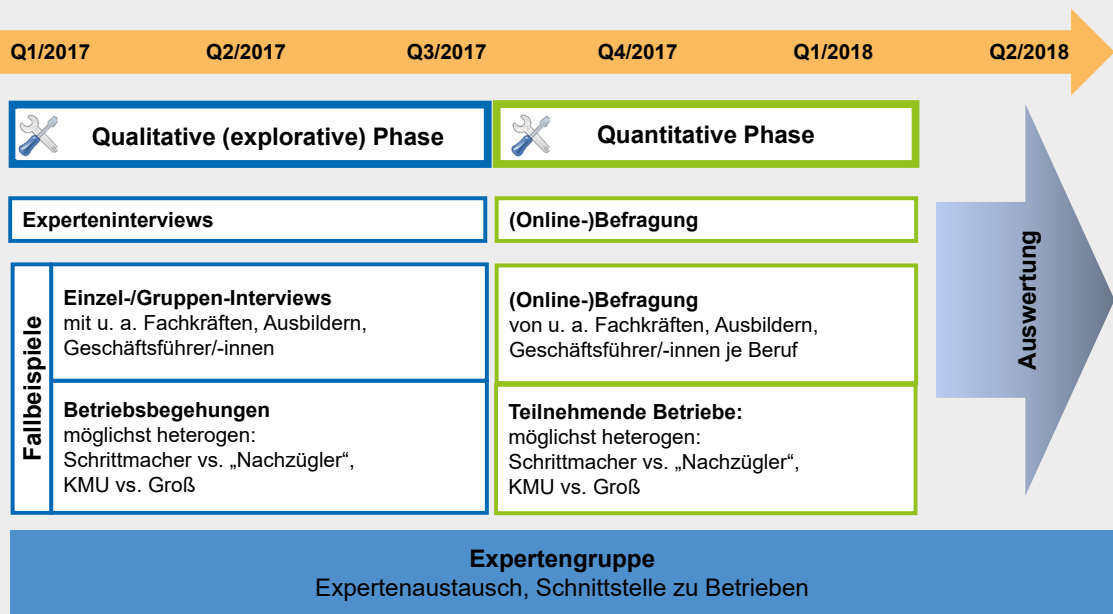 Q1/2017 Q2/2017 Q3/2017 Q4/2017 Q1/2018 Q2/2018
Qualitative (explorative) Phase
Quantitative Phase
Experteninterviews
(Online-)Befragung
Fallbeispiele
Einzel-/Gruppen-Interviews
mit u. a. Fachkräften, Ausbildern,
Geschäftsführer/-innen
(Online-)Befragung
von u. a. Fachkräften, Ausbildern,
Geschäftsführer/-innen je Beruf
Betriebsbegehungen
möglichst heterogen:
Schrittmacher vs. „Nachzügler“,
KMU vs. Groß
Teilnehmende Betriebe:
möglichst heterogen:
Schrittmacher vs. „Nachzügler“,
KMU vs. Groß
Auswertung
Expertengruppe
Expertenaustausch, Schnittstelle zu Betrieben